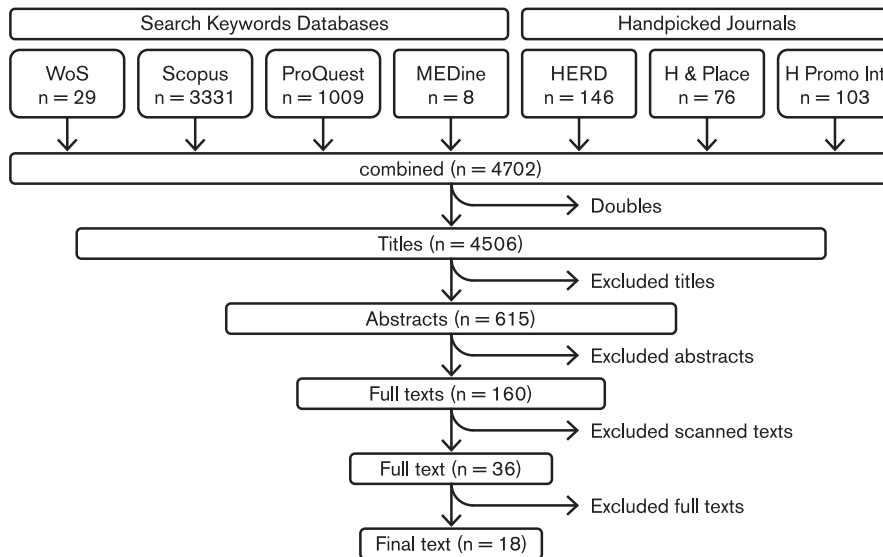 Search Keywords Databases
Handpicked Journals
WoS
n = 29
Scopus
n = 3331
ProQuest
n = 1009
MEDine
n = 8
HERD
n = 146
H & Place
n = 76
H Promo Int
n = 103
combined (n = 4702)
Doubles
Titles (n = 4506)
Excluded titles
Abstracts (n = 615)
Excluded abstracts
Full texts (n = 160)
Excluded scanned texts
Full text (n = 36)
Excluded full texts
Final text (n = 18)